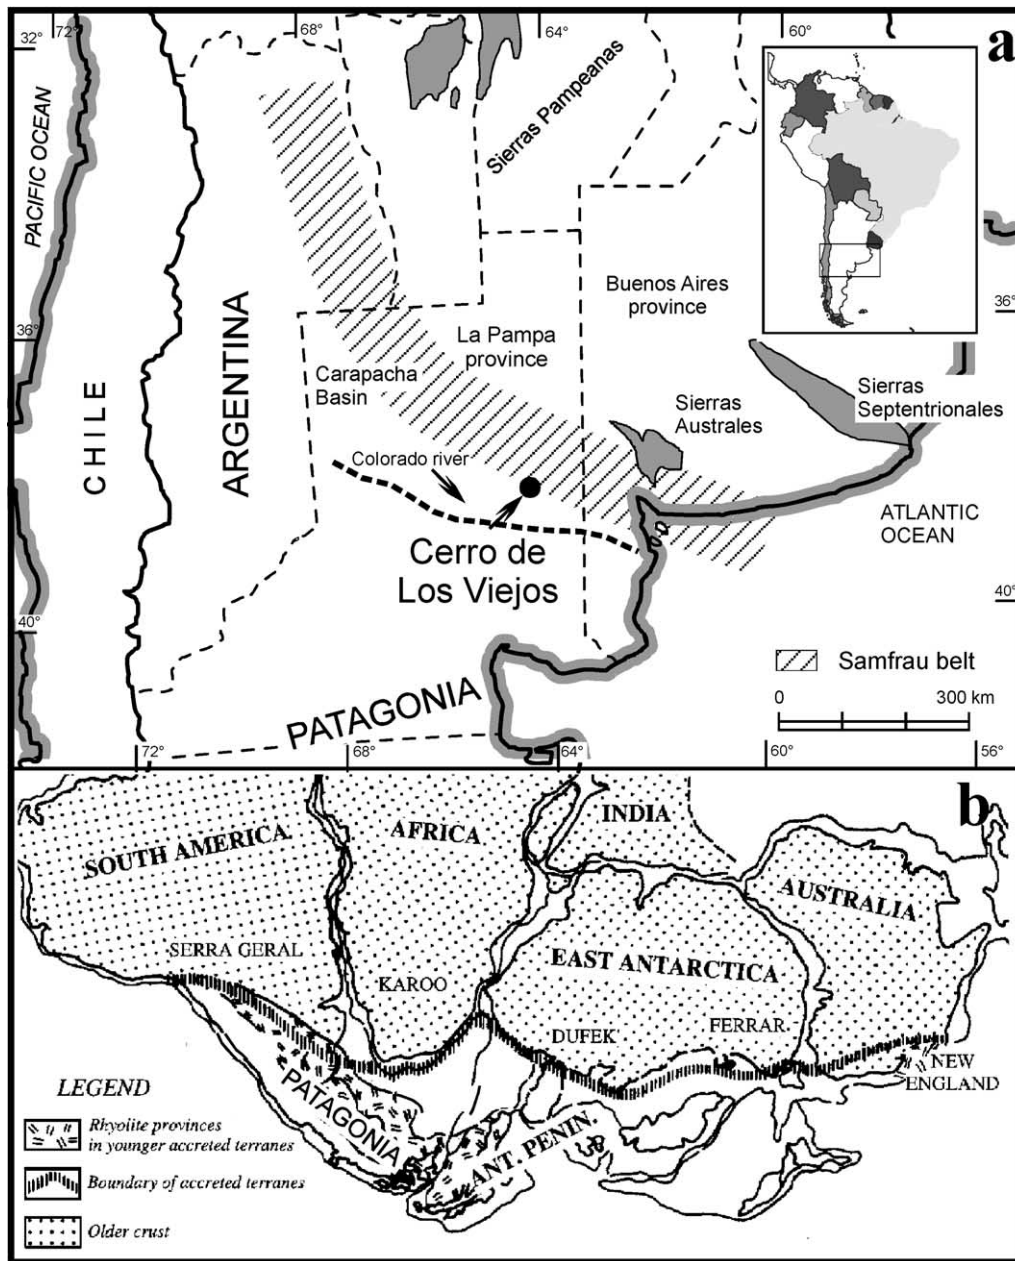 72°
68°
64°
60°
a
32°
PACIFIC OCEAN
Sierras Pampeanas
Buenos Aires
province
36°
36°
La Pampa
province
Carapacha
Basin
CHILE
ARGENTINA
Sierras
Australes
Sierras
Septentrionales
Colorado river
ATLANTIC
OCEAN
Cerro de
Los Viejos
40°
40°
Samfrau belt
0 300 km
PATAGONIA
72°
68°
64°
60°
56°
b
SOUTH AMERICA
AFRICA
INDIA
AUSTRALIA
SERRA GERAL
KAROO
EAST ANTARCTICA
DUFEK
FERRAR
NEW
ENGLAND
PATAGONIA
ANT. PENIN.
LEGEND
Rhyolite provinces
in younger accreted terranes
Boundary of accreted terranes
Older crust